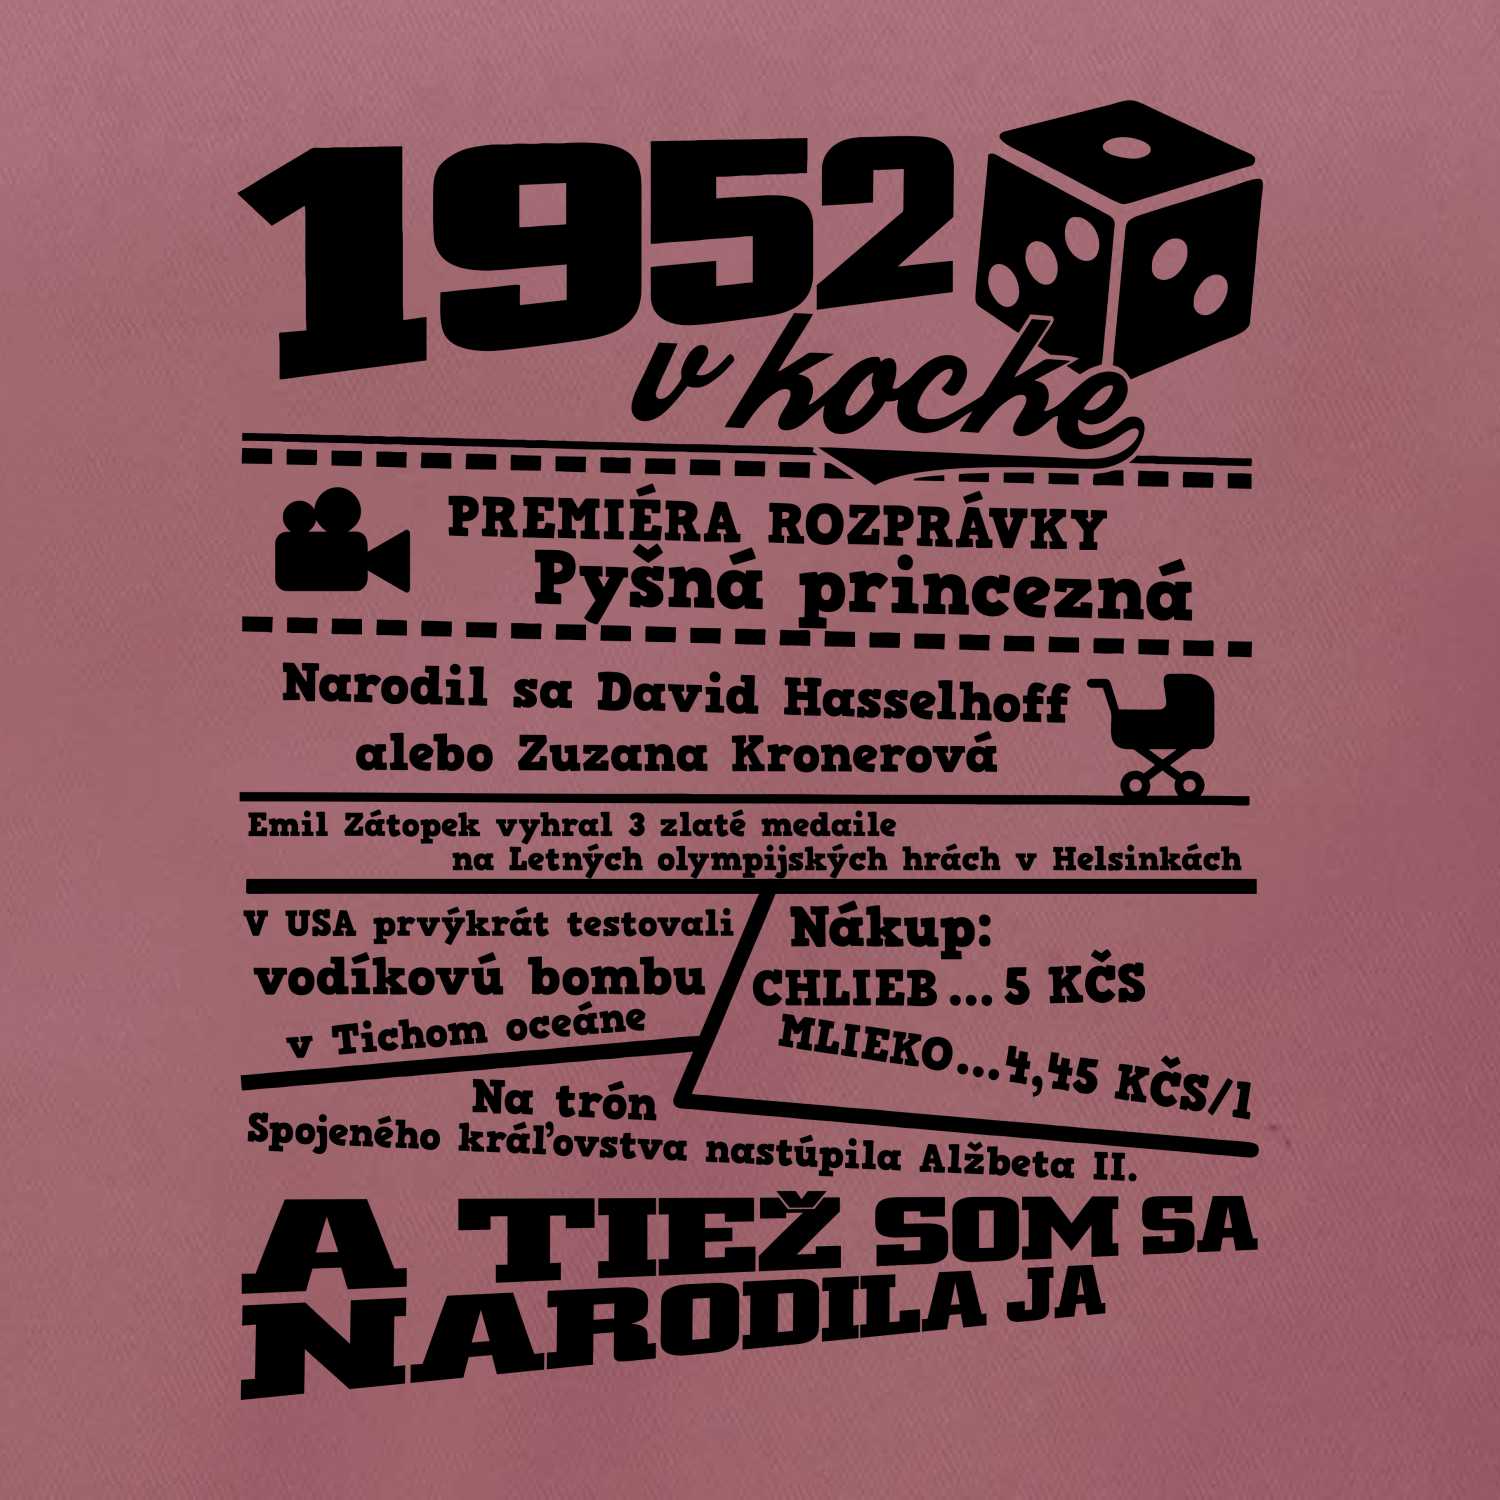 1952
v kocke
PREMIÉRA ROZPRÁVKY
Pyšná princezná
Narodil sa David Hasselhoff
alebo Zuzana Kronerová
Emil Zátopek vyhral 3 zlaté medaile
na Letných olympijských hrách v Helsinkách
V USA prvýkrát testovali
vodíkovú bombu
v Tichom oceáne
Nákup:
CHLIEB...5 KČS
MLIEKO...4,45 KČS/l
Na trón
Spojeného kráľovstva nastúpila Alžbeta II.
A TIEŽ SOM SA
NARODILA JA